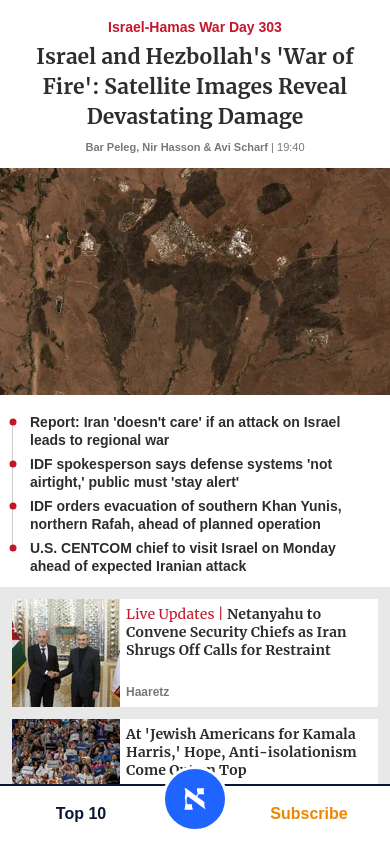 Israel-Hamas War Day 303
Israel and Hezbollah's 'War of
Fire': Satellite Images Reveal
Devastating Damage
Bar Peleg, Nir Hasson & Avi Scharf | 19:40
Report: Iran 'doesn't care' if an attack on Israel
leads to regional war
IDF spokesperson says defense systems 'not
airtight,' public must 'stay alert'
IDF orders evacuation of southern Khan Yunis,
northern Rafah, ahead of planned operation
U.S. CENTCOM chief to visit Israel on Monday
ahead of expected Iranian attack
Live Updates | Netanyahu to
Convene Security Chiefs as Iran
Shrugs Off Calls for Restraint
Haaretz
At 'Jewish Americans for Kamala
Harris,' Hope, Anti-isolationism
Come Top
Top 10
Subscribe